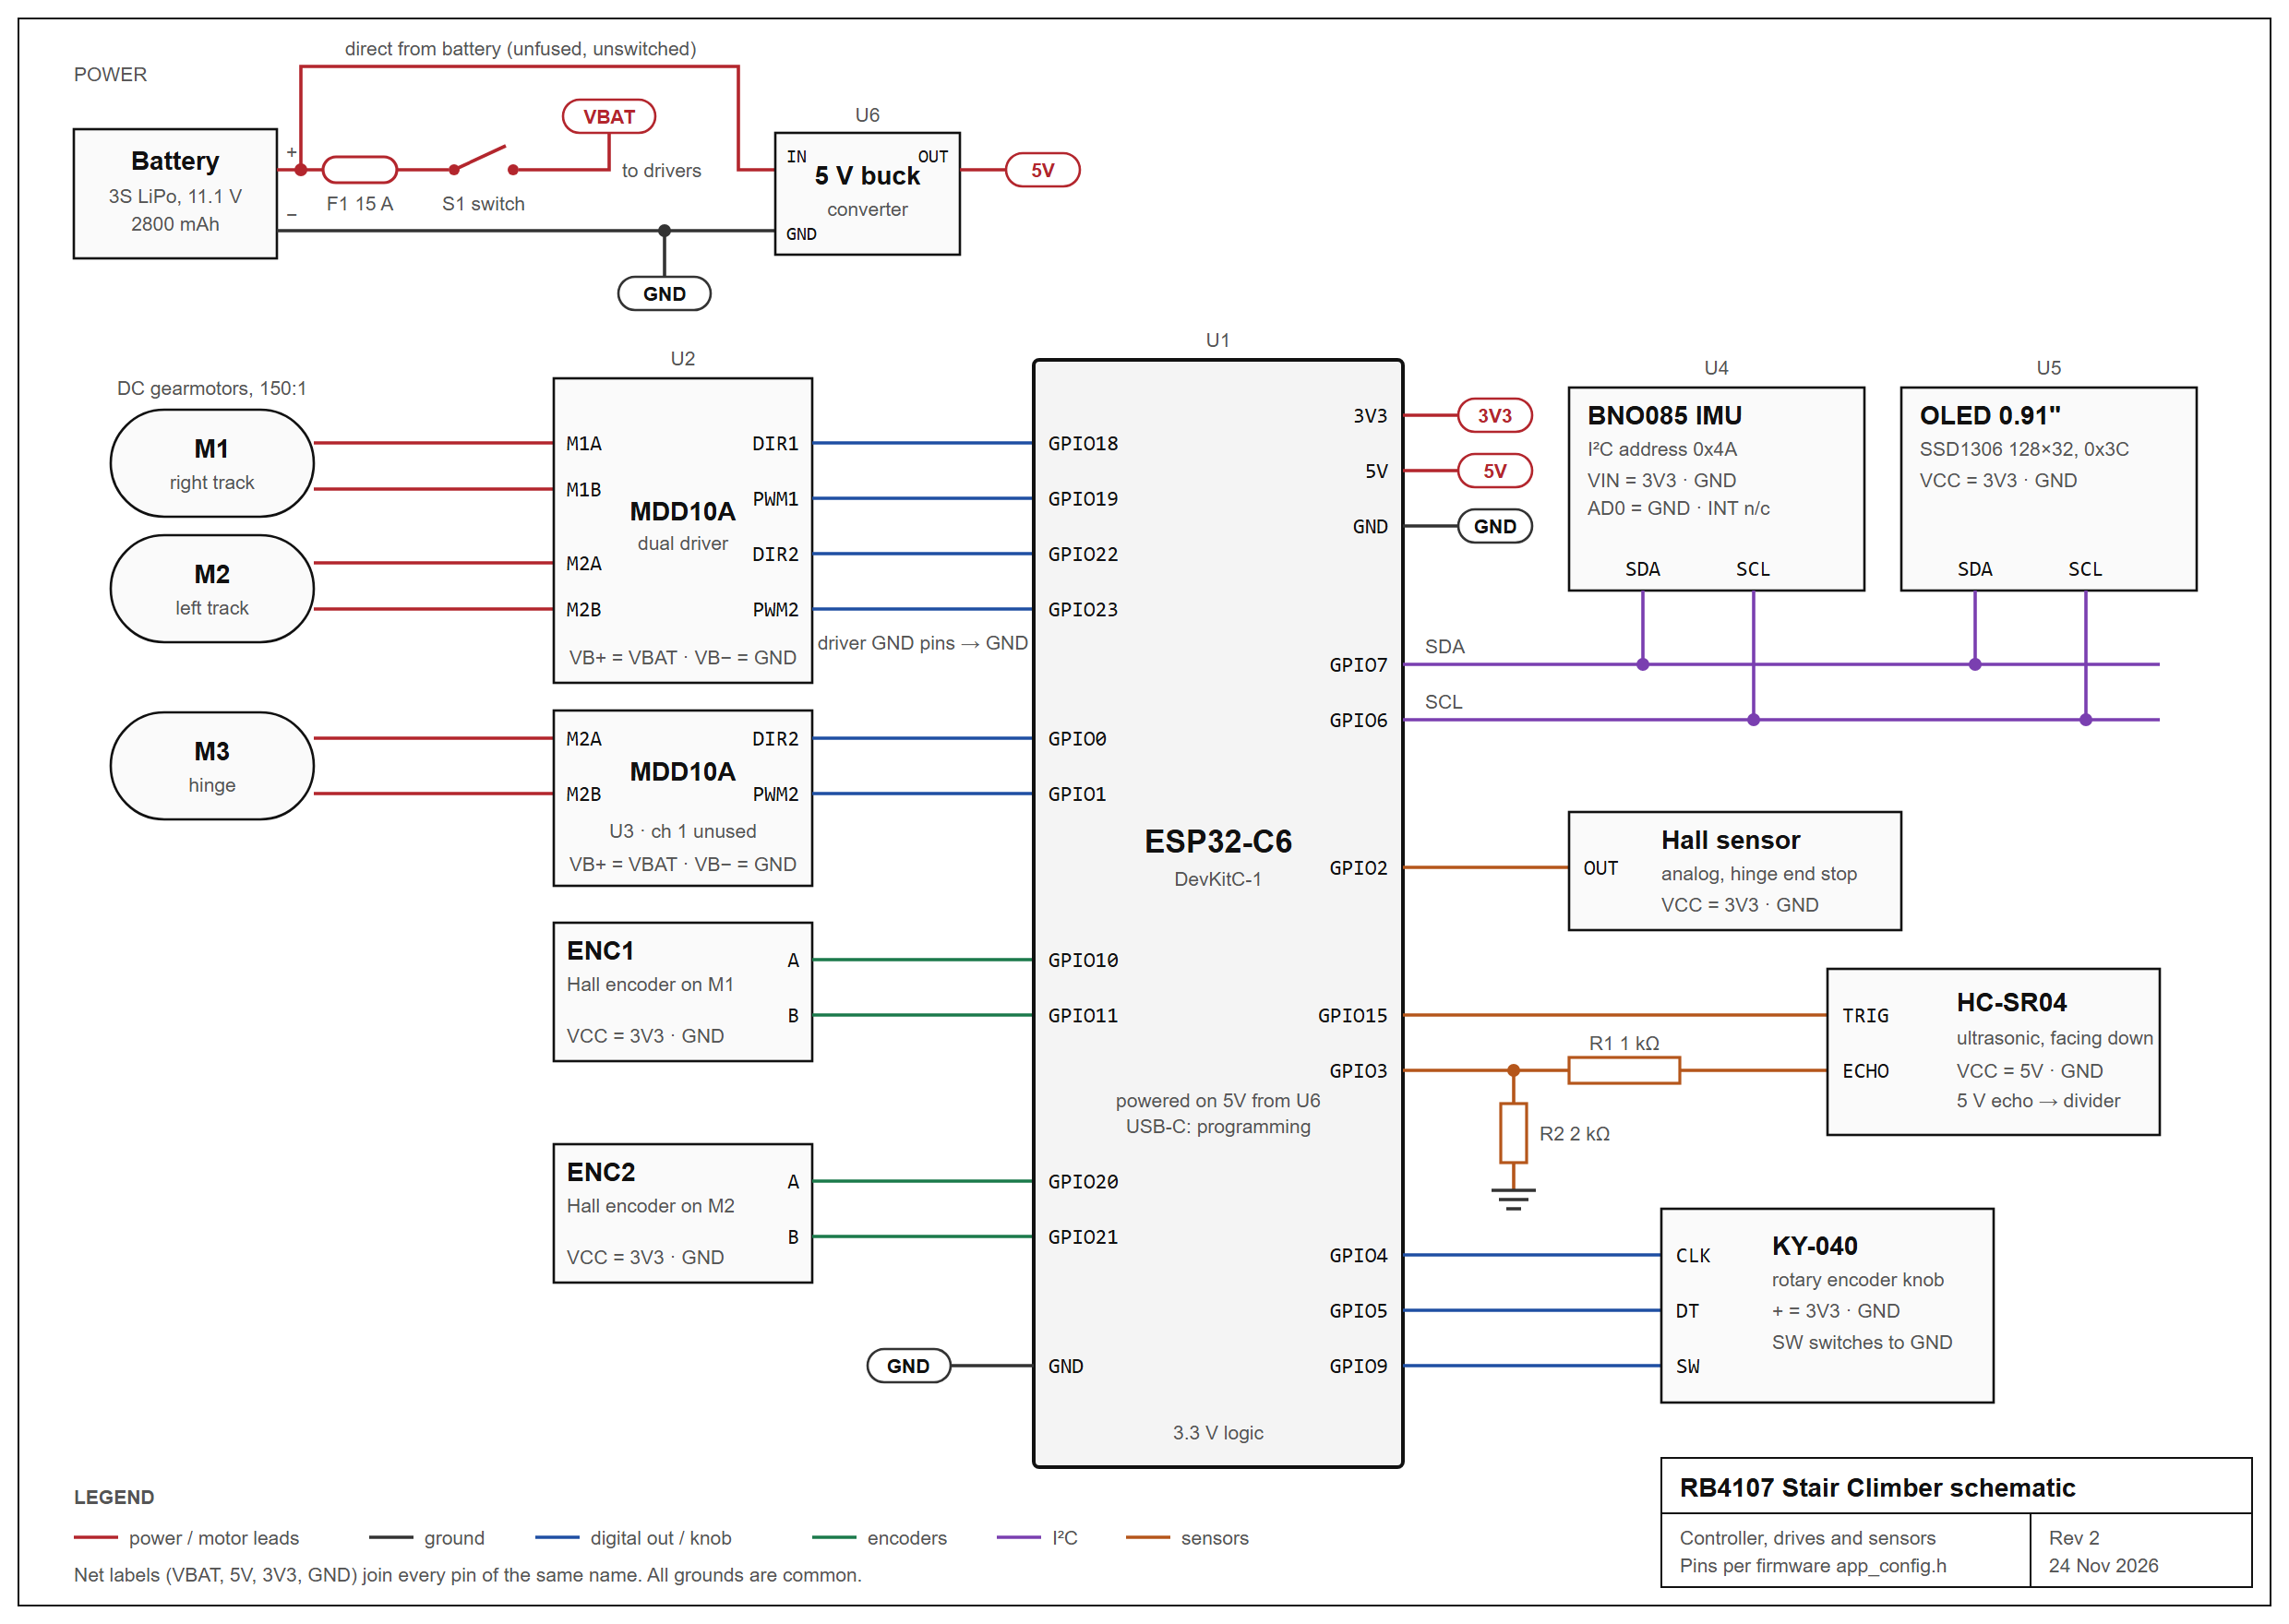 direct from battery (unfused, unswitched)
POWER
VBAT
U6
Battery
3S LiPo, 11.1 V
2800 mAh
+
−
F1 15 A
S1 switch
to drivers
IN
OUT
5 V buck
converter
GND
5V
GND
U2
U1
U4
U5
DC gearmotors, 150:1
M1
right track
M2
left track
M1A
M1B
M2A
M2B
DIR1
PWM1
DIR2
PWM2
MDD10A
dual driver
VB+ = VBAT · VB− = GND
driver GND pins → GND
M3
hinge
M2A
M2B
DIR2
PWM2
MDD10A
U3 · ch 1 unused
VB+ = VBAT · VB− = GND
ENC1
Hall encoder on M1
VCC = 3V3 · GND
A
B
ENC2
Hall encoder on M2
VCC = 3V3 · GND
A
B
GND
GPIO18
GPIO19
GPIO22
GPIO23
GPIO0
GPIO1
GPIO10
GPIO11
GPIO20
GPIO21
GND
ESP32-C6
DevKitC-1
powered on 5V from U6
USB-C: programming
3.3 V logic
3V3
5V
GND
GPIO7
GPIO6
GPIO2
GPIO15
GPIO3
GPIO4
GPIO5
GPIO9
3V3
5V
GND
SDA
SCL
BNO085 IMU
I²C address 0x4A
VIN = 3V3 · GND
AD0 = GND · INT n/c
SDA
SCL
OLED 0.91"
SSD1306 128×32, 0x3C
VCC = 3V3 · GND
SDA
SCL
OUT
Hall sensor
analog, hinge end stop
VCC = 3V3 · GND
R1 1 kΩ
R2 2 kΩ
TRIG
ECHO
HC-SR04
ultrasonic, facing down
VCC = 5V · GND
5 V echo → divider
CLK
DT
SW
KY-040
rotary encoder knob
+ = 3V3 · GND
SW switches to GND
LEGEND
power / motor leads
ground
digital out / knob
encoders
I²C
sensors
Net labels (VBAT, 5V, 3V3, GND) join every pin of the same name. All grounds are common.
RB4107 Stair Climber schematic
Controller, drives and sensors
Pins per firmware app_config.h
Rev 2
24 Nov 2026